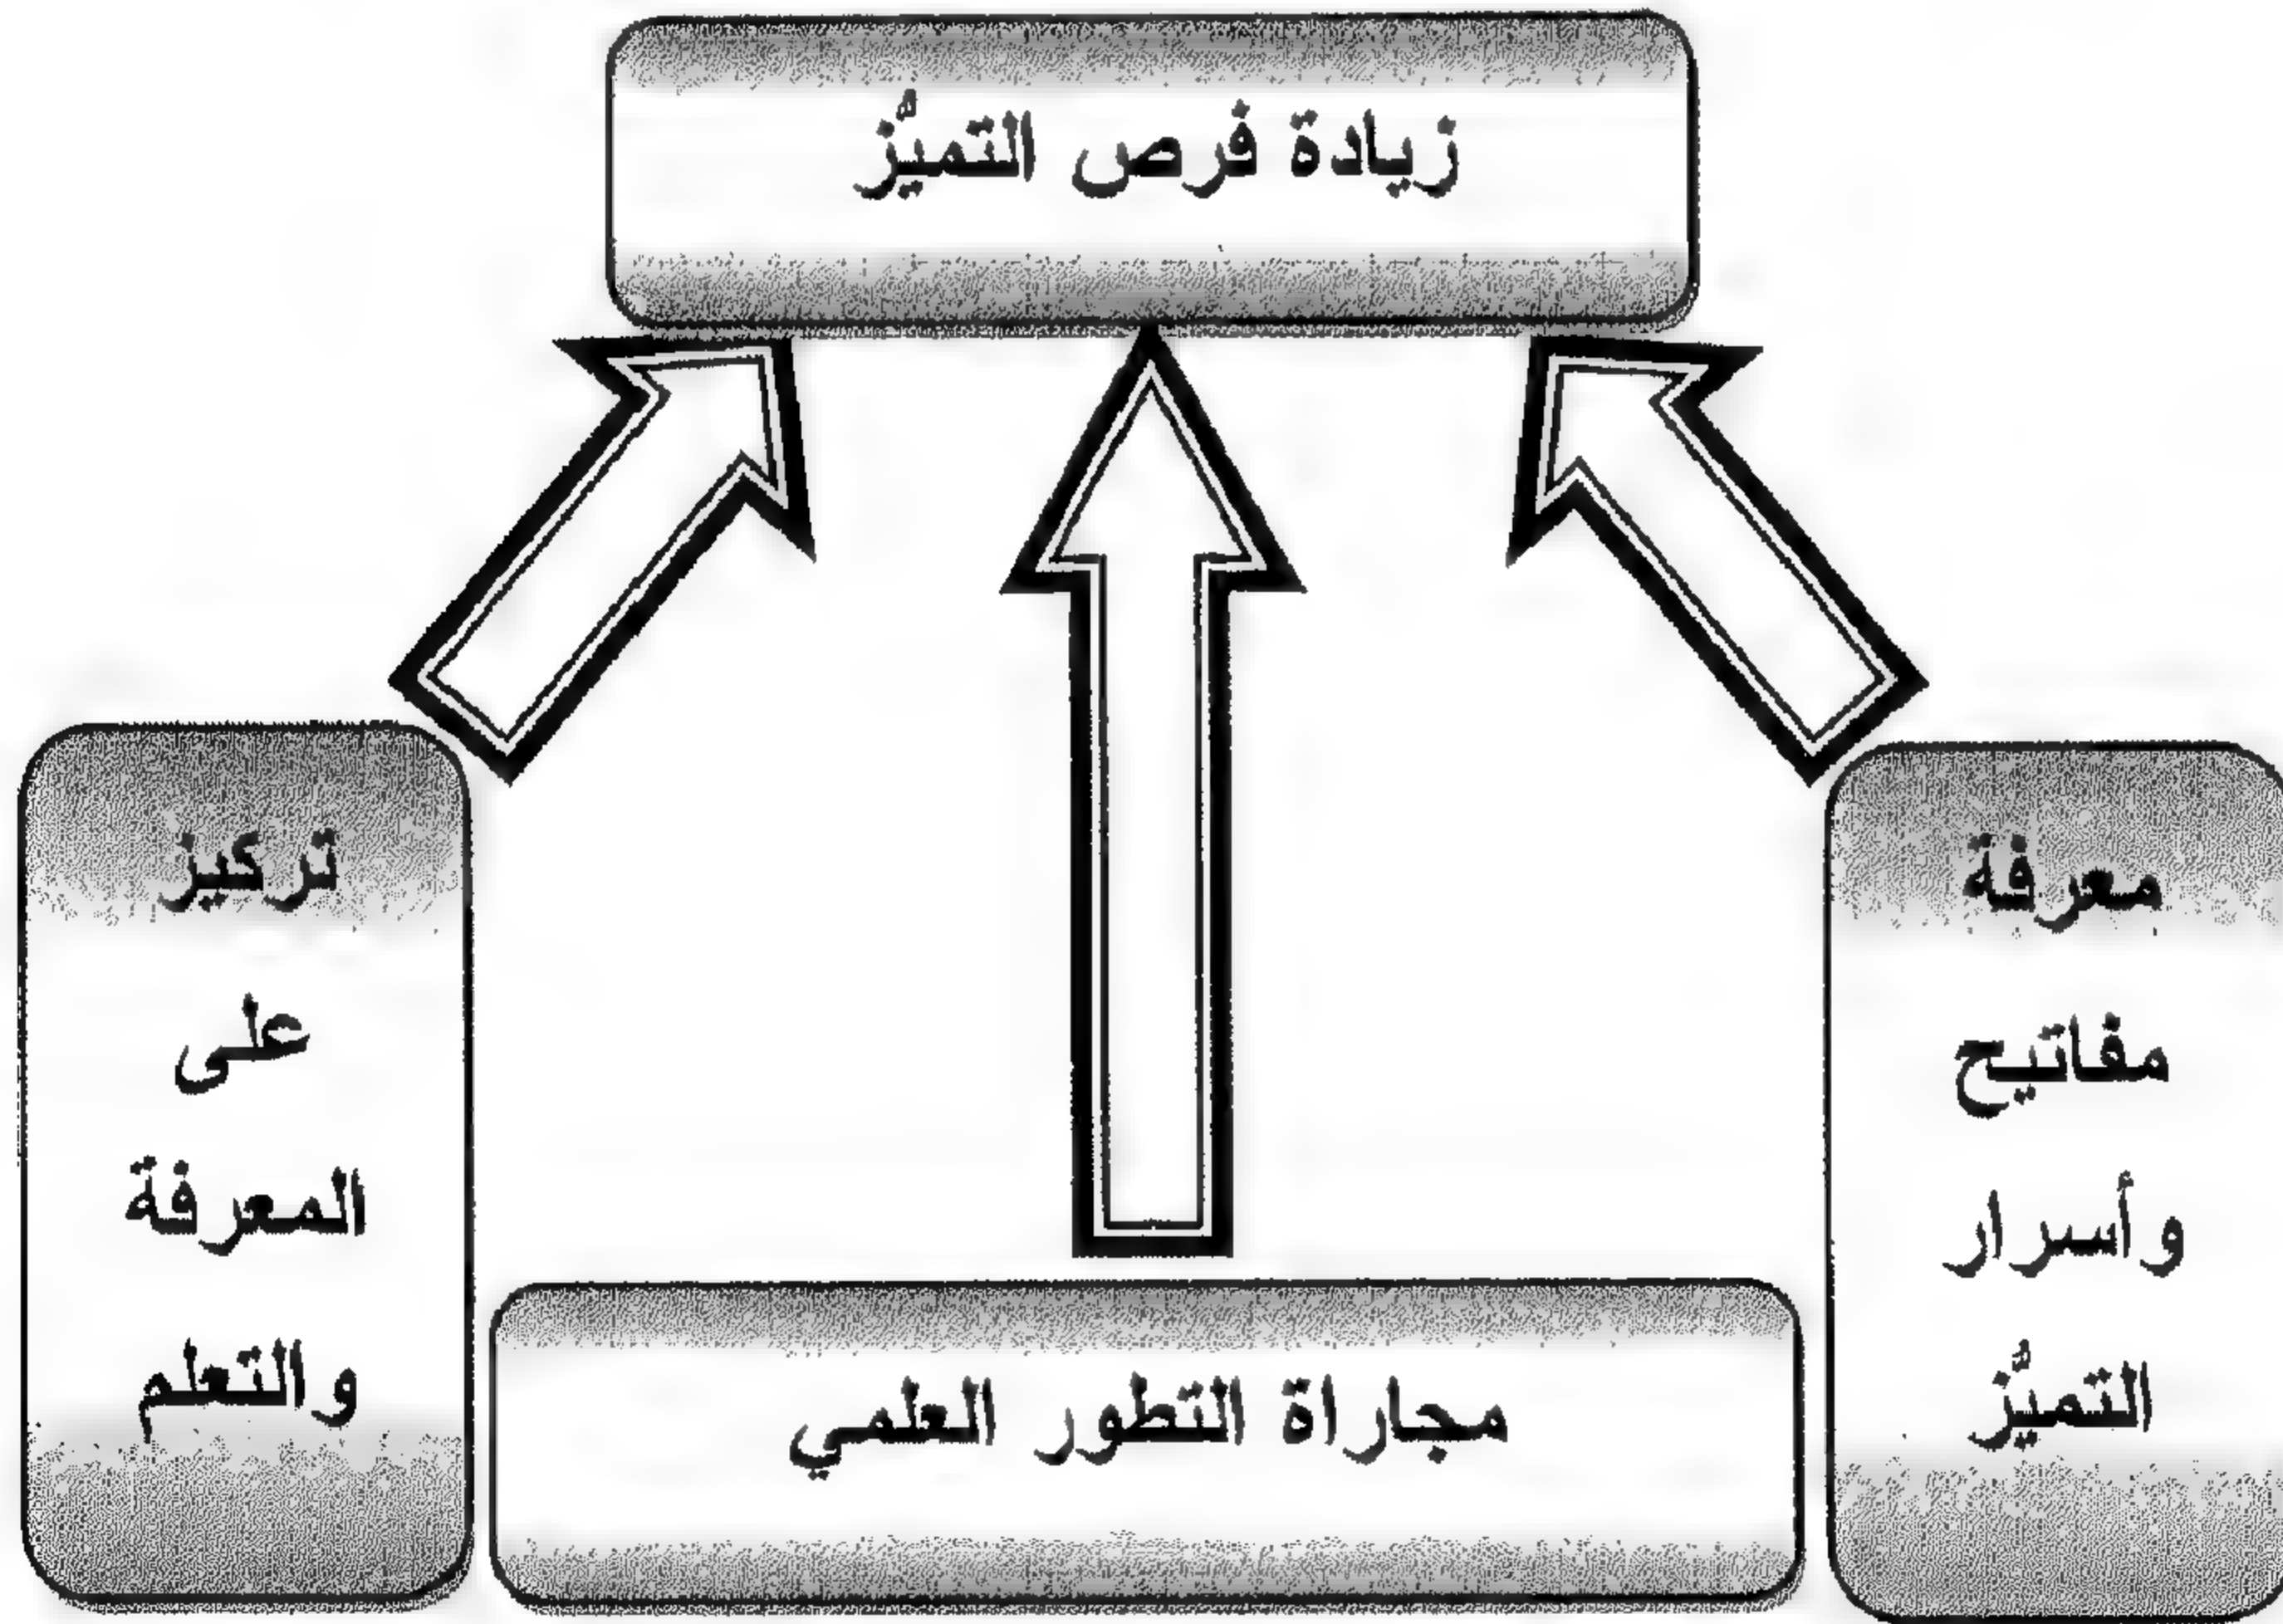 زيادة فرص التميُّز
معرفة
مفاتيح
وأسرار
التميُّز
مجاراة التطور العلمي
تركيز
على
المعرفة
والتعلم